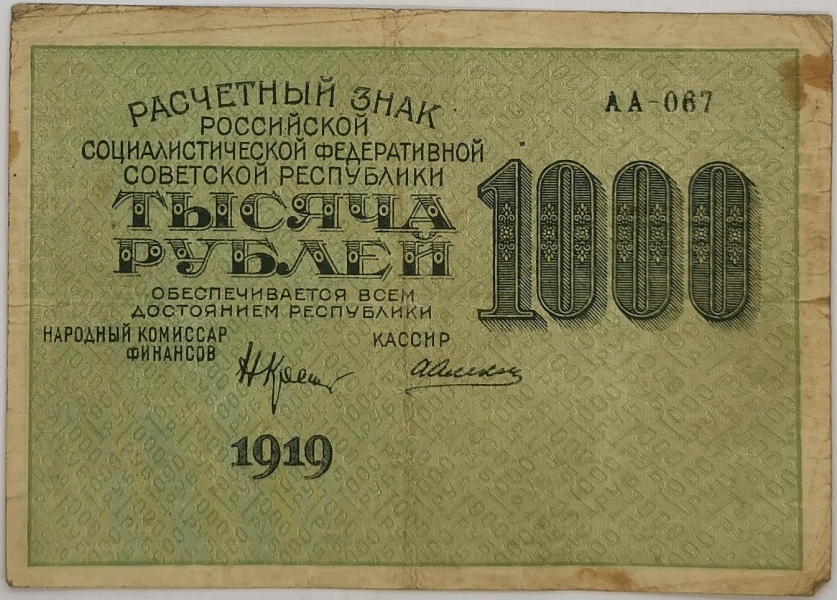 РАСЧЕТНЫЙ ЗНАК
АА-067
РОССИЙСКОЙ
СОЦИАЛИСТИЧЕСКОЙ ФЕДЕРАТИВНОЙ
СОВЕТСКОЙ РЕСПУБЛИКИ
ТЫСЯЧА
РУБЛЕЙ
1000
ОБЕСПЕЧИВАЕТСЯ ВСЕМ
ДОСТОЯНИЕМ РЕСПУБЛИКИ
НАРОДНЫЙ КОМИССАР
ФИНАНСОВ
КАССИР
1919